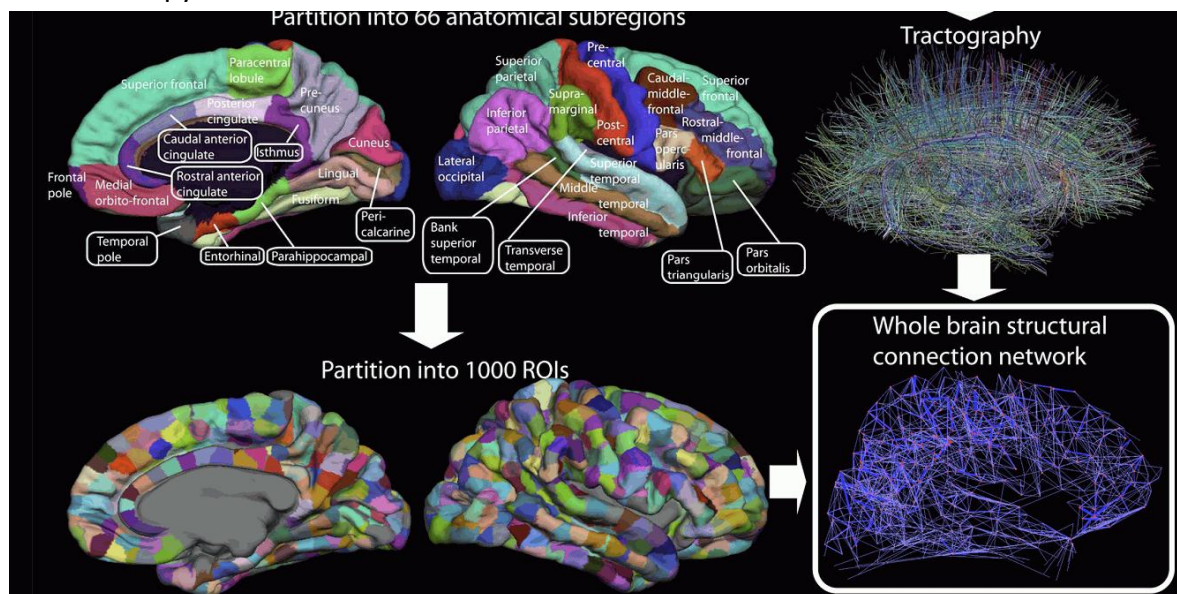 Partition into 66 anatomical subregions
Tractography
Superior frontal
Paracentral
lobule
Pre-
cuneus
Posterior
cingulate
Caudal anterior
cingulate
Isthmus
Cuneus
Rostral anterior
cingulate
Lingual
Frontal
pole
Medial
orbito-frontal
Fusiform
Peri-
calcarine
Temporal
pole
Entorhinal
Parahippocampal
Superior
parietal
Pre-
central
Caudal-
middle-
frontal
Superior
frontal
Supra-
marginal
Inferior
parietal
Post-
central
Rostral-
middle-
frontal
Pars
opercularis
Lateral
occipital
Superior
temporal
Middle
temporal
Inferior
temporal
Bank
superior
temporal
Transverse
temporal
Pars
triangularis
Pars
orbitalis
Whole brain structural
connection network
Partition into 1000 ROIs